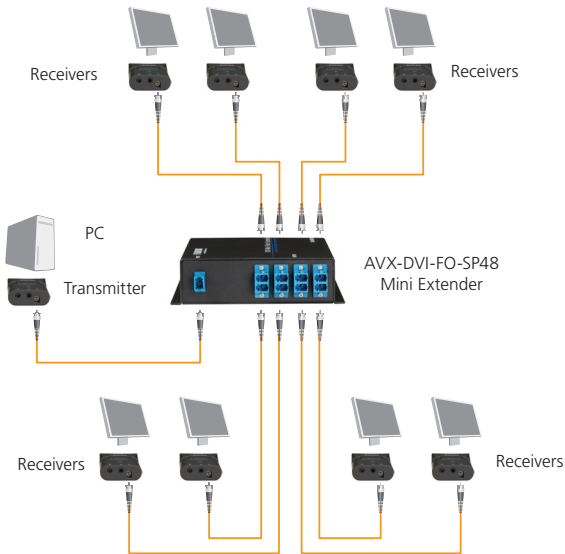 Receivers
Receivers
PC
AVX-DVI-FO-SP48
Mini Extender
Transmitter
Receivers
Receivers